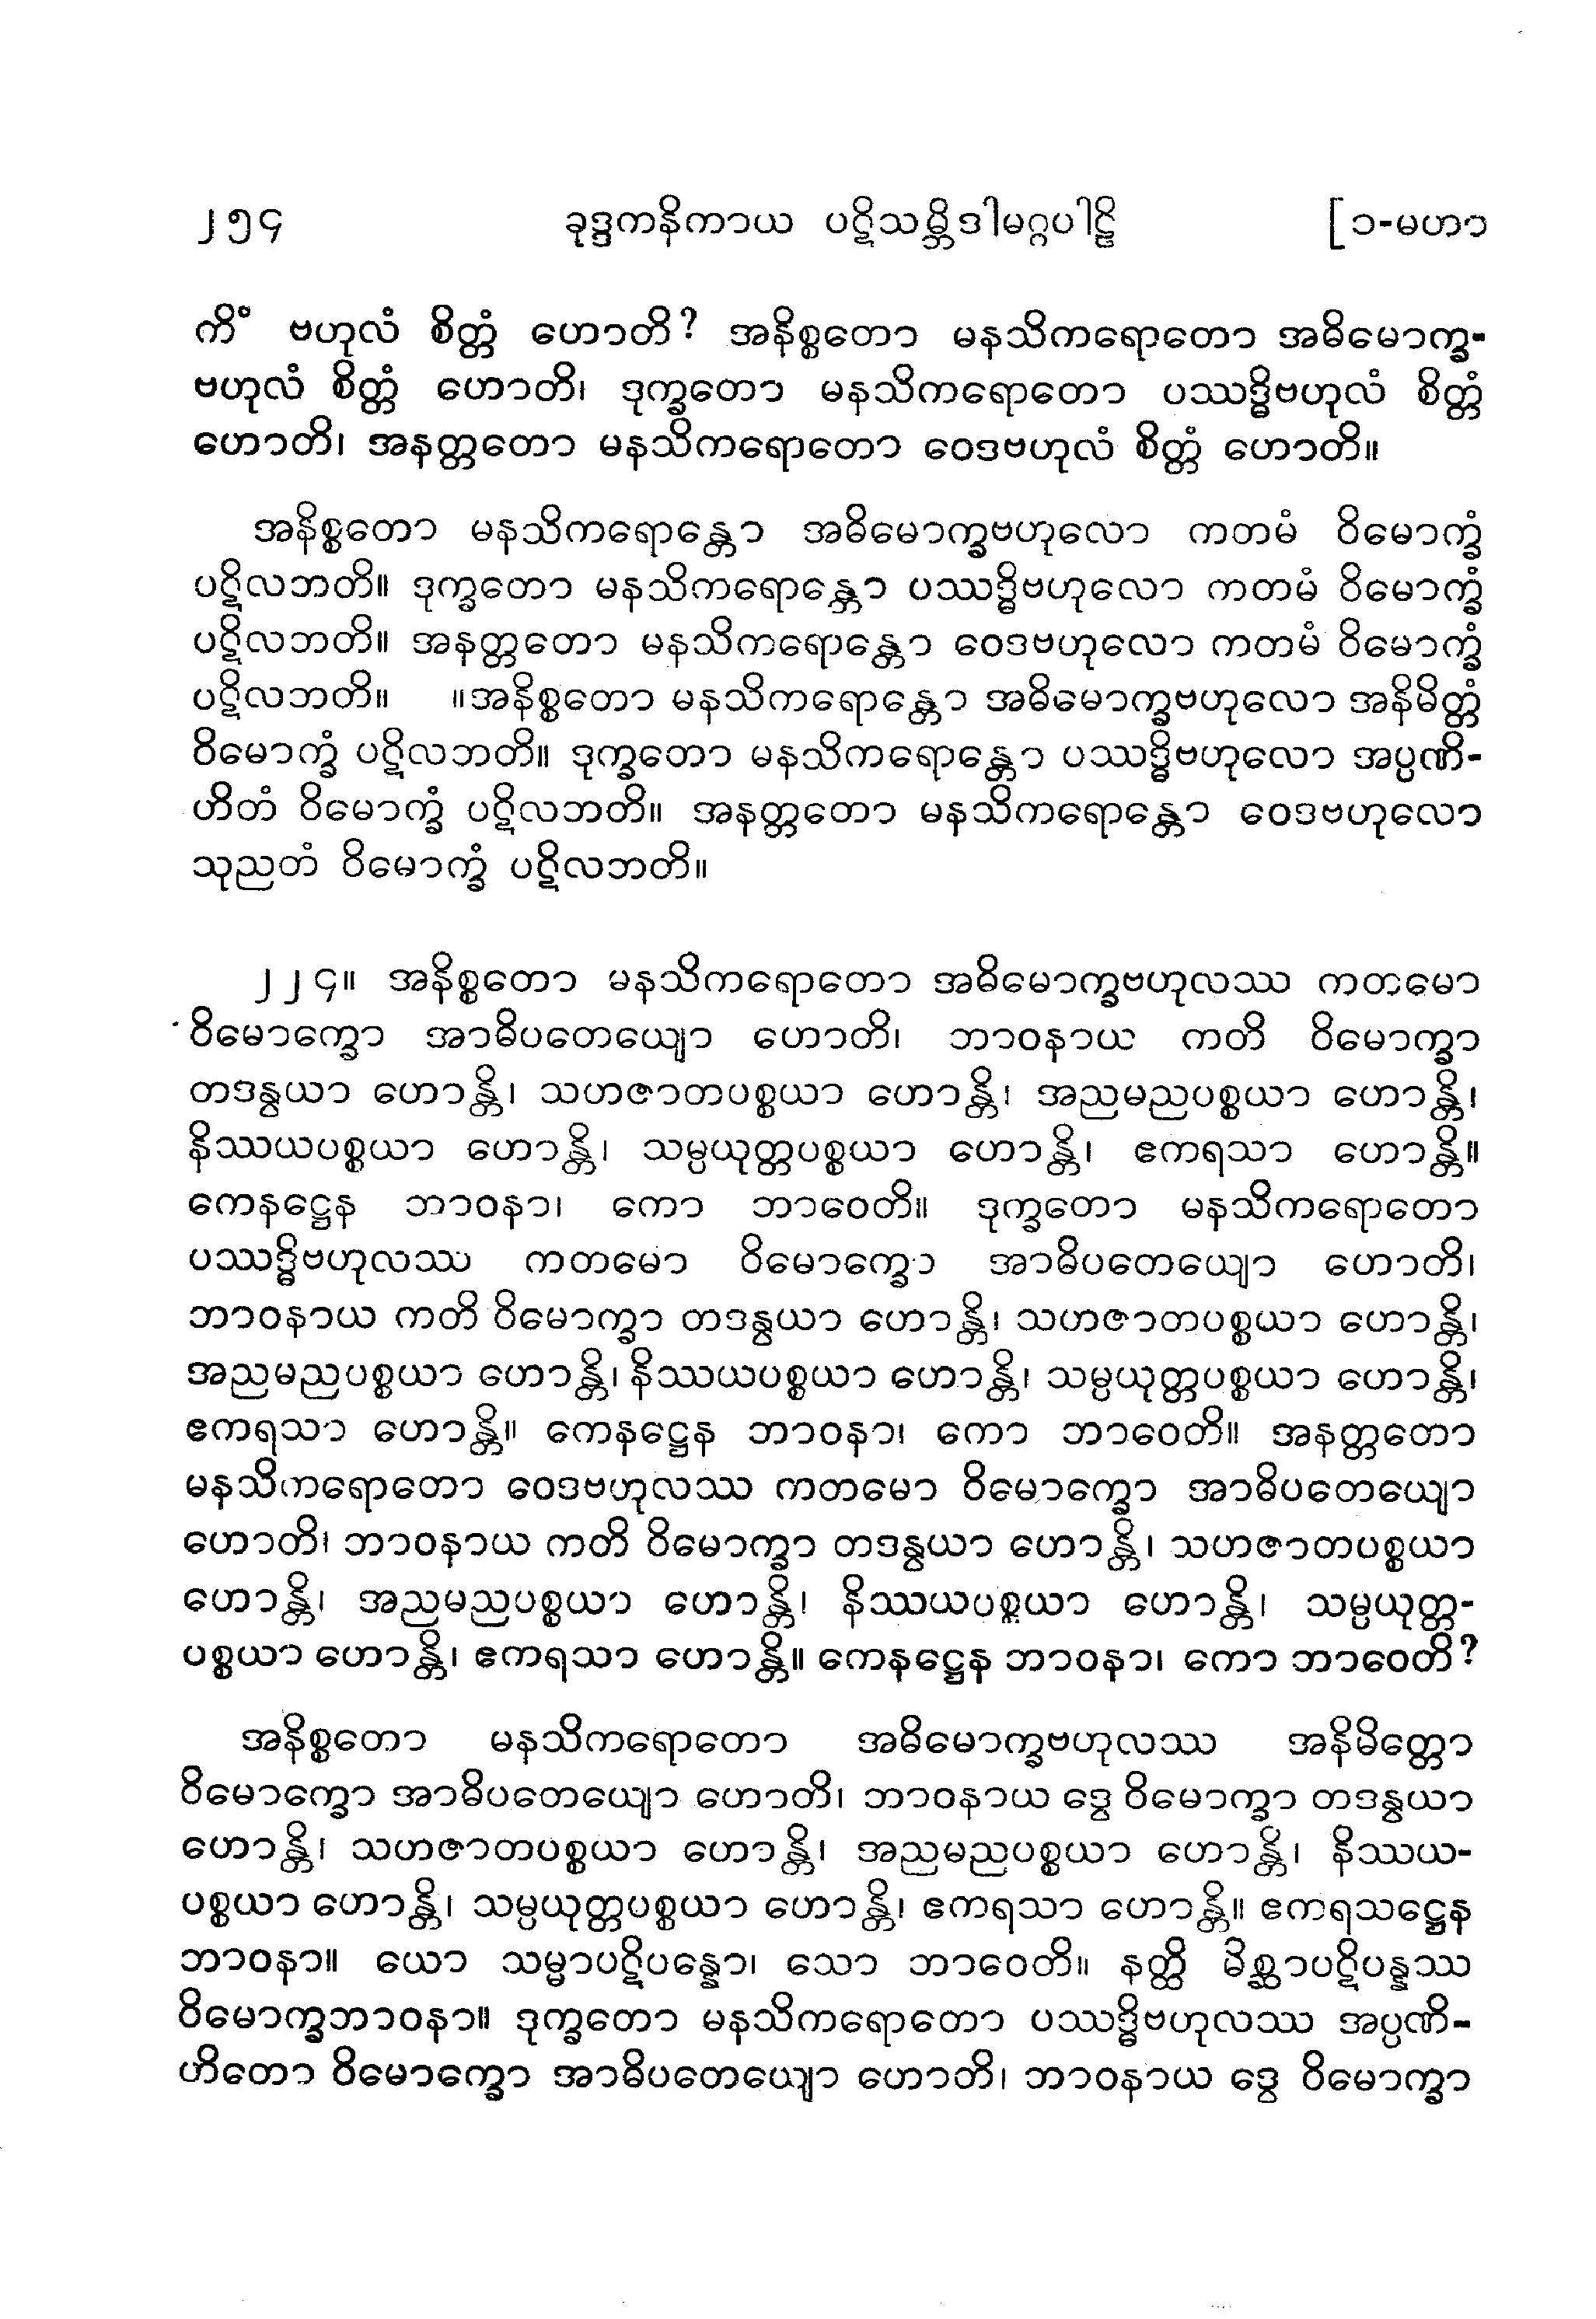 ၂၅၄ ခုဒ္ဒကနိကာယ ပဋိသမ္ဘိဒါမဂ္ဂပါဠိ [၁-မဟာ
ကိံ ဗဟုလံ စိတ္တံ ဟောတိ? အနိစ္စတော မနသိကရောတော အဓိမောက္ခ-
ဗဟုလံ စိတ္တံ ဟောတိ၊ ဒုက္ခတော မနသိကရောတော ပဿဒ္ဓိဗဟုလံ စိတ္တံ
ဟောတိ၊ အနတ္တတော မနသိကရောတော ဝေဒဗဟုလံ စိတ္တံ ဟောတိ။
အနိစ္စတော မနသိကရောန္တော အဓိမောက္ခဗဟုလော ကတမံ ဝိမောက္ခံ
ပဋိလဘတိ။ ဒုက္ခတော မနသိကရောန္တော ပဿဒ္ဓိဗဟုလော ကတမံ ဝိမောက္ခံ
ပဋိလဘတိ။ အနတ္တတော မနသိကရောန္တော ဝေဒဗဟုလော ကတမံ ဝိမောက္ခံ
ပဋိလဘတိ။ ။အနိစ္စတော မနသိကရောန္တော အဓိမောက္ခဗဟုလော အနိမိတ္တံ
ဝိမောက္ခံ ပဋိလဘတိ။ ဒုက္ခတော မနသိကရောန္တော ပဿဒ္ဓိဗဟုလော အပ္ပဏိ-
ဟိတံ ဝိမောက္ခံ ပဋိလဘတိ။ အနတ္တတော မနသိကရောန္တော ဝေဒဗဟုလော
သုညတံ ဝိမောက္ခံ ပဋိလဘတိ။
၂၂၄။ အနိစ္စတော မနသိကရောတော အဓိမောက္ခဗဟုလဿ ကတမော
ဝိမောက္ခော အာဓိပတေယျော ဟောတိ၊ ဘာဝနာယ ကတိ ဝိမောက္ခာ
တဒန္ဝယာ ဟောန္တိ၊ သဟဇာတပစ္စယာ ဟောန္တိ၊ အညမညပစ္စယာ ဟောန္တိ၊
နိဿယပစ္စယာ ဟောန္တိ၊ သမ္ပယုတ္တပစ္စယာ ဟောန္တိ၊ ဧကရသာ ဟောန္တိ။
ကေနဋ္ဌေန ဘာဝနာ၊ ကော ဘာဝေတိ။ ဒုက္ခတော မနသိကရောတော
ပဿဒ္ဓိဗဟုလဿ ကတမော ဝိမောက္ခော အာဓိပတေယျော ဟောတိ၊
ဘာဝနာယ ကတိ ဝိမောက္ခာ တဒန္ဝယာ ဟောန္တိ၊ သဟဇာတပစ္စယာ ဟောန္တိ၊
အညမညပစ္စယာ ဟောန္တိ၊ နိဿယပစ္စယာ ဟောန္တိ၊ သမ္ပယုတ္တပစ္စယာ ဟောန္တိ၊
ဧကရသာ ဟောန္တိ။ ကေနဋ္ဌေန ဘာဝနာ၊ ကော ဘာဝေတိ။ အနတ္တတော
မနသိကရောတော ဝေဒဗဟုလဿ ကတမော ဝိမောက္ခော အာဓိပတေယျော
ဟောတိ၊ ဘာဝနာယ ကတိ ဝိမောက္ခာ တဒန္ဝယာ ဟောန္တိ၊ သဟဇာတပစ္စယာ
ဟောန္တိ၊ အညမညပစ္စယာ ဟောန္တိ၊ နိဿယပစ္စယာ ဟောန္တိ၊ သမ္ပယုတ္တ-
ပစ္စယာ ဟောန္တိ၊ ဧကရသာ ဟောန္တိ။ ကေနဋ္ဌေန ဘာဝနာ၊ ကော ဘာဝေတိ?
အနိစ္စတော မနသိကရောတော အဓိမောက္ခဗဟုလဿ အနိမိတ္တော
ဝိမောက္ခော အာဓိပတေယျော ဟောတိ၊ ဘာဝနာယ ဒွေ ဝိမောက္ခာ တဒန္ဝယာ
ဟောန္တိ၊ သဟဇာတပစ္စယာ ဟောန္တိ၊ အညမညပစ္စယာ ဟောန္တိ၊ နိဿယ-
ပစ္စယာ ဟောန္တိ၊ သမ္ပယုတ္တပစ္စယာ ဟောန္တိ၊ ဧကရသာ ဟောန္တိ။ ဧကရသဋ္ဌေန
ဘာဝနာ။ ယော သမ္မာပဋိပန္နော၊ သော ဘာဝေတိ။ နတ္ထိ မိစ္ဆာပဋိပန္နဿ
ဝိမောက္ခဘာဝနာ။ ဒုက္ခတော မနသိကရောတော ပဿဒ္ဓိဗဟုလဿ အပ္ပဏိ-
ဟိတော ဝိမောက္ခော အာဓိပတေယျော ဟောတိ၊ ဘာဝနာယ ဒွေ ဝိမောက္ခာ